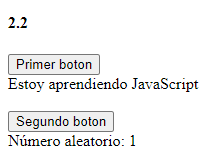 2.2
Primer boton
Estoy aprendiendo JavaScript
Segundo boton
Número aleatorio: 1